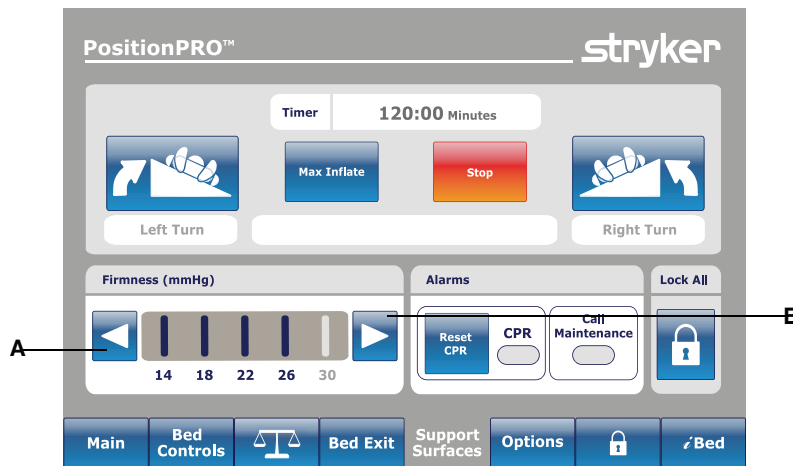 PositionPRO™
stryker
Timer 120:00 Minutes
Max Inflate
Stop
Left Turn
Right Turn
Firmness (mmHg)
Alarms
Lock All
A
Reset
CPR
CPR
Call
Maintenance
14 18 22 26 30
Main
Bed
Controls
Bed Exit
Support
Surfaces
Options
iBed